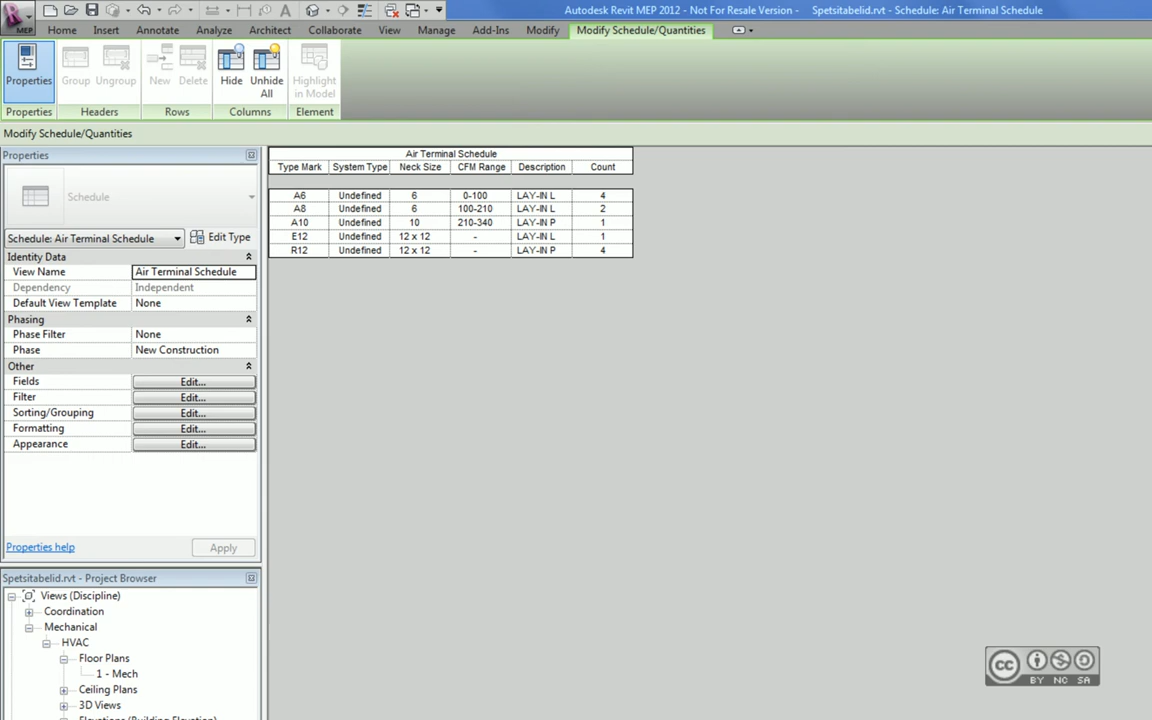 MEP
Autodesk Revit MEP 2012 - Not For Resale Version - Spetsitabelid.rvt - Schedule: Air Terminal Schedule
Home Insert Annotate Analyze Architect Collaborate View Manage Add-Ins Modify Modify Schedule/Quantities
Properties Group Ungroup New Delete Hide Unhide All Highlight in Model
Properties Headers Rows Columns Element
Modify Schedule/Quantities
Properties
Schedule
Schedule: Air Terminal Schedule Edit Type
Identity Data
View Name Air Terminal Schedule
Dependency Independent
Default View Template None
Phasing
Phase Filter None
Phase New Construction
Other
Fields Edit...
Filter Edit...
Sorting/Grouping Edit...
Formatting Edit...
Appearance Edit...
Properties help Apply
Spetsitabelid.rvt - Project Browser
Views (Discipline)
Coordination
Mechanical
HVAC
Floor Plans
1 - Mech
Ceiling Plans
3D Views
Elevations (Building Elevation)
Air Terminal Schedule
Type Mark System Type Neck Size CFM Range Description Count
A6 Undefined 6 0-100 LAY-IN L 4
A8 Undefined 6 100-210 LAY-IN L 2
A10 Undefined 10 210-340 LAY-IN P 1
E12 Undefined 12 x 12 - LAY-IN L 1
R12 Undefined 12 x 12 - LAY-IN P 4
cc
BY NC SA